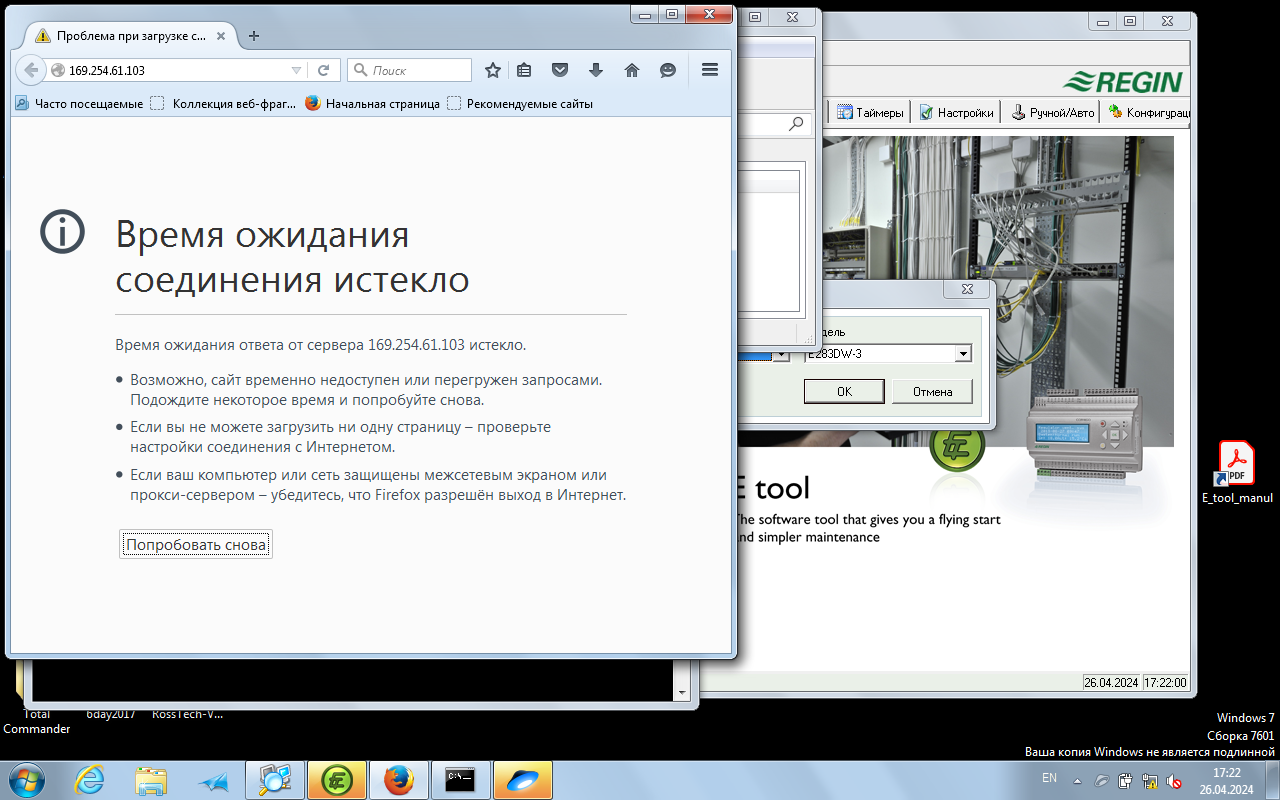 Проблема при загрузке с...
169.254.61.103
Поиск
Часто посещаемые
Коллекция веб-фраг...
Начальная страница
Рекомендуемые сайты
Время ожидания
соединения истекло
Время ожидания ответа от сервера 169.254.61.103 истекло.
Возможно, сайт временно недоступен или перегружен запросами.
Подождите некоторое время и попробуйте снова.
Если вы не можете загрузить ни одну страницу – проверьте
настройки соединения с Интернетом.
Если ваш компьютер или сеть защищены межсетевым экраном или
прокси-сервером – убедитесь, что Firefox разрешён выход в Интернет.
Попробовать снова
REGIN
Таймеры
Настройки
Ручной/Авто
Конфигураци
дель
E283DW-3
OK
Отмена
E tool
The software tool that gives you a flying start
and simpler maintenance
26.04.2024
17:22:00
PDF
E_tool_manul
Total
Commander
6day2017
RossTech-V...
Windows 7
Сборка 7601
Ваша копия Windows не является подлинной
C:\
EN
17:22
26.04.2024